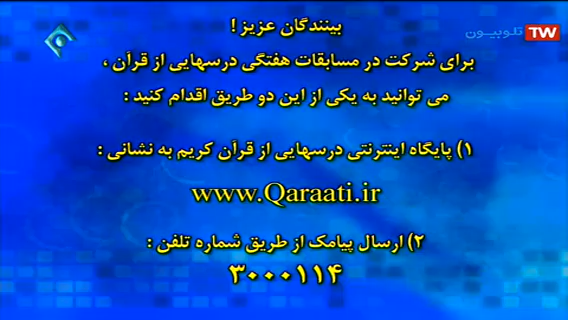 تلوبیون TW
بینندگان عزیز !
برای شرکت در مسابقات هفتگی درسهایی از قرآن ،
می توانید به یکی از این دو طریق اقدام کنید :
۱) پایگاه اینترنتی درسهایی از قرآن کریم به نشانی :
www.Qaraati.ir
۲) ارسال پیامک از طریق شماره تلفن :
۳۰۰۰۱۱۴